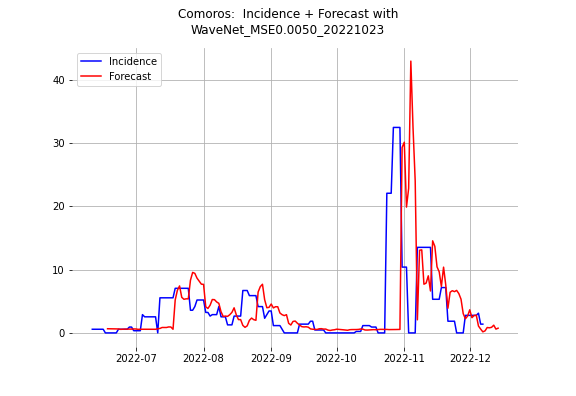 Comoros:  Incidence + Forecast with
WaveNet_MSE0.0050_20221023
Incidence
Forecast
40
30
20
10
0
2022-07 2022-08 2022-09 2022-10 2022-11 2022-12